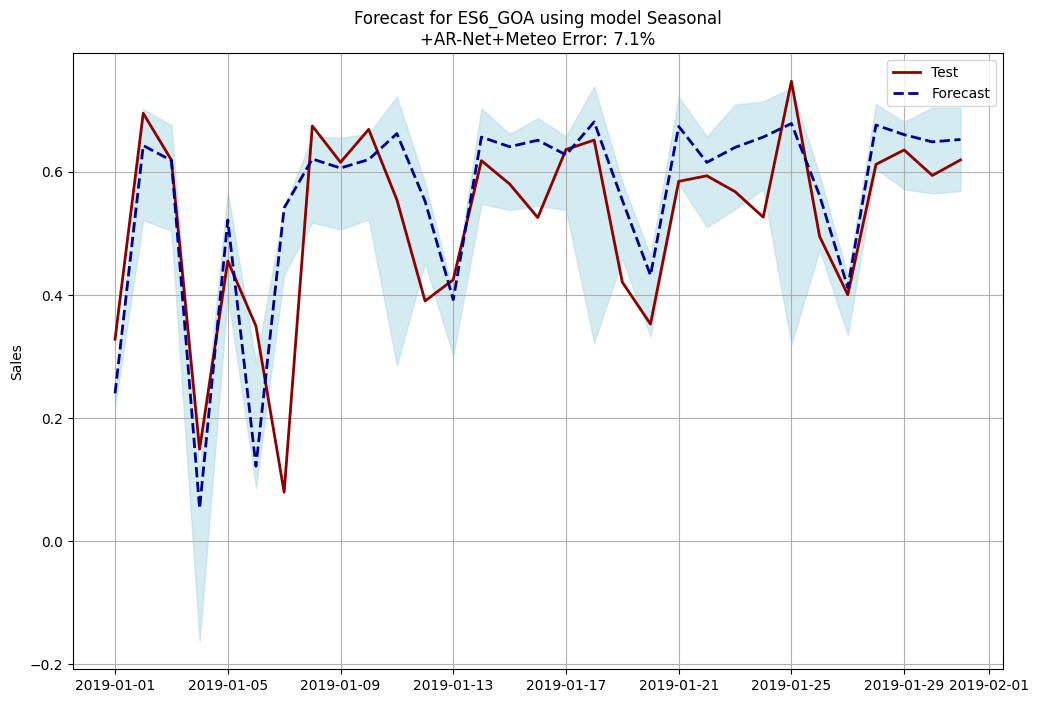 Forecast for ES6_GOA using model Seasonal
+AR-Net+Meteo Error: 7.1%
Test
Forecast
0.6
0.4
0.2
0.0
−0.2
Sales
2019-01-01
2019-01-05
2019-01-09
2019-01-13
2019-01-17
2019-01-21
2019-01-25
2019-01-29
2019-02-01